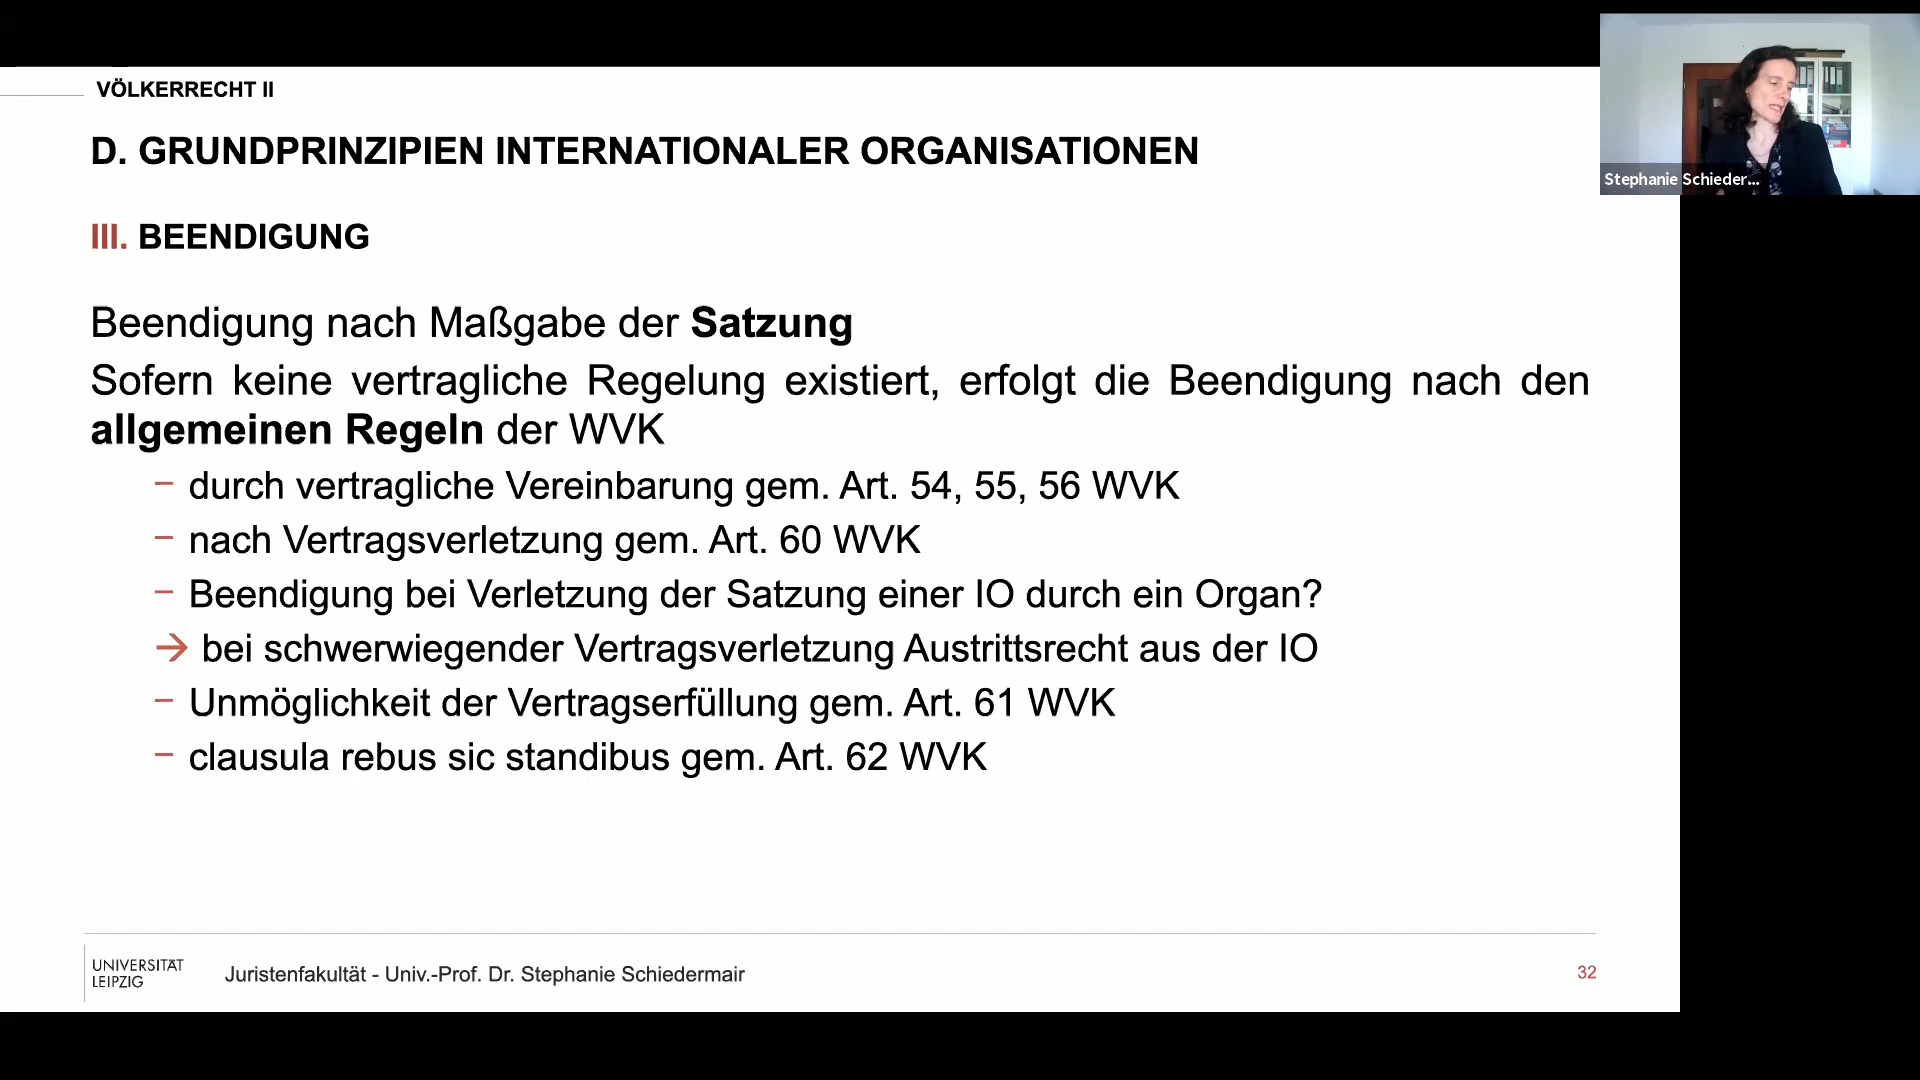 VÖLKERRECHT II
D. GRUNDPRINZIPIEN INTERNATIONALER ORGANISATIONEN
Stephanie Schieder...
III. BEENDIGUNG
Beendigung nach Maßgabe der Satzung
Sofern keine vertragliche Regelung existiert, erfolgt die Beendigung nach den
allgemeinen Regeln der WVK
− durch vertragliche Vereinbarung gem. Art. 54, 55, 56 WVK
− nach Vertragsverletzung gem. Art. 60 WVK
− Beendigung bei Verletzung der Satzung einer IO durch ein Organ?
→ bei schwerwiegender Vertragsverletzung Austrittsrecht aus der IO
− Unmöglichkeit der Vertragserfüllung gem. Art. 61 WVK
− clausula rebus sic standibus gem. Art. 62 WVK
UNIVERSITÄT
LEIPZIG
Juristenfakultät - Univ.-Prof. Dr. Stephanie Schiedermair
32